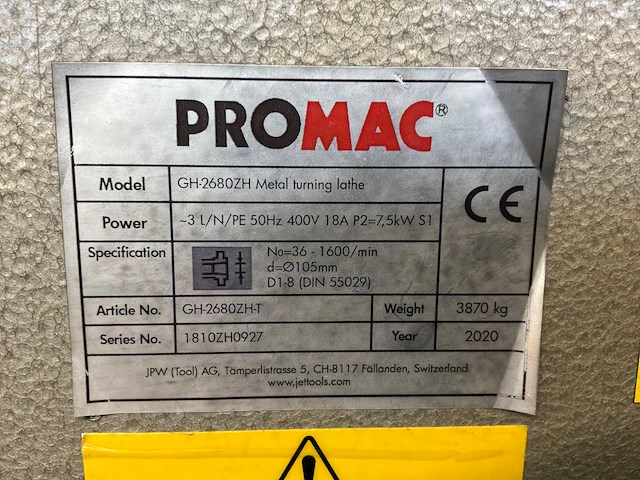 PROMAC®
Model GH-2680ZH Metal turning lathe
Power ~3 L/N/PE 50Hz 400V 18A P2=7,5kW S1
CE
Specification N₀=36 - 1600/min
d=Ø105mm
D1-8 (DIN 55029)
Article No. GH-2680ZH-T Weight 3870 kg
Series No. 1810ZH0927 Year 2020
JPW (Tool) AG, Tämperlistrasse 5, CH-8117 Fällanden, Switzerland
www.jettools.com